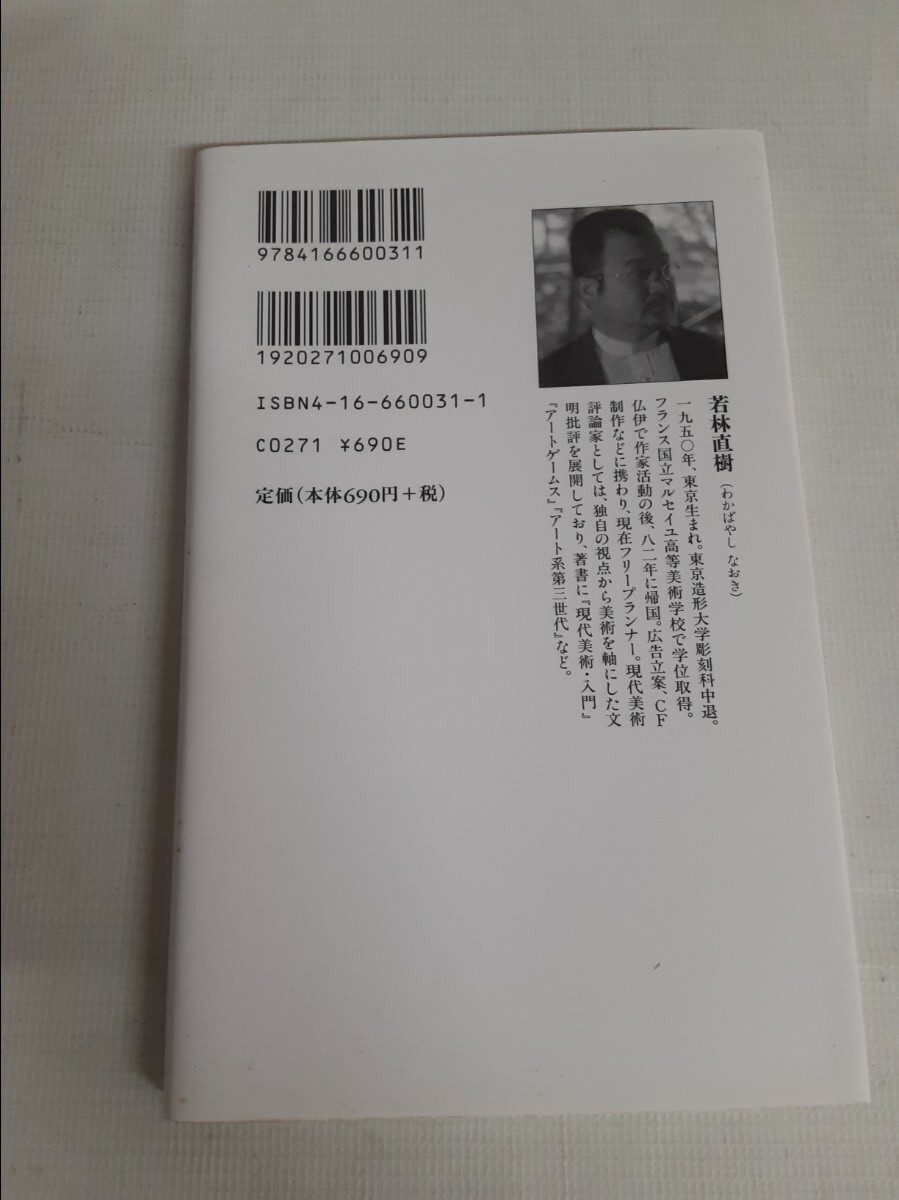 9784166600311
1920271006909
ISBN4-16-660031-1
C0271 ¥690E
定価(本体690円+税)
若林直樹(わかばやし なおき)
一九五〇年、東京生まれ。東京造形大学彫刻科中退。
フランス国立マルセイユ高等美術学校で学位取得。
仏伊で作家活動の後、八二年に帰国。広告立案、CF
制作などに携わり、現在フリープランナー。現代美術
評論家としては、独自の視点から美術を軸にした文
明批評を展開しており、著書に『現代美術・入門』
『アートゲームス』『アート系第三世代』など。